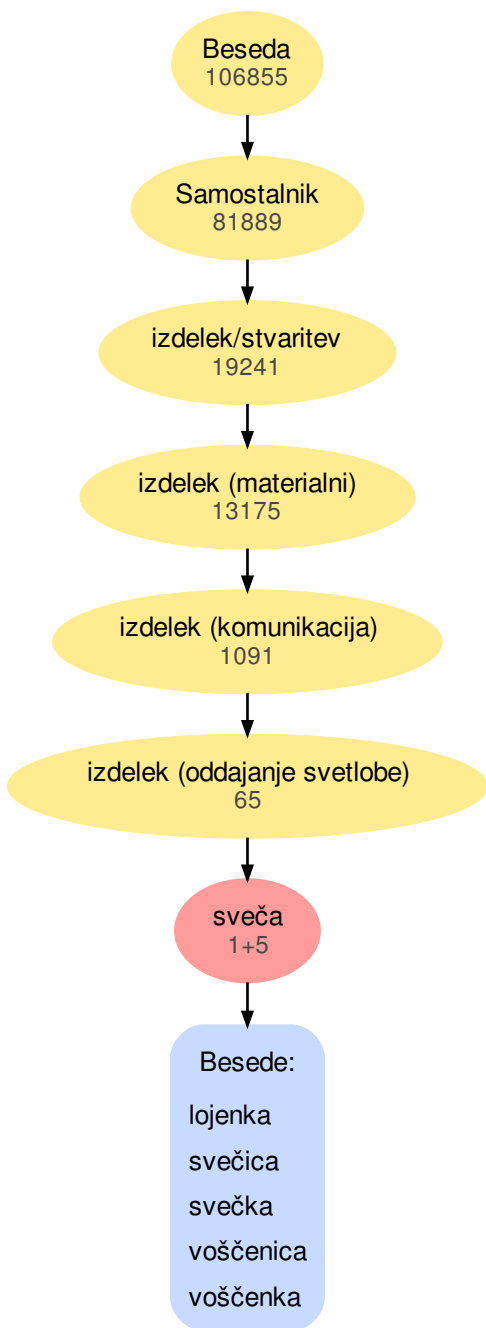 Beseda
106855
Samostalnik
81889
izdelek/stvaritev
19241
izdelek (materialni)
13175
izdelek (komunikacija)
1091
izdelek (oddajanje svetlobe)
65
sveča
1+5
Besede:
lojenka
svečica
svečka
voščenica
voščenka